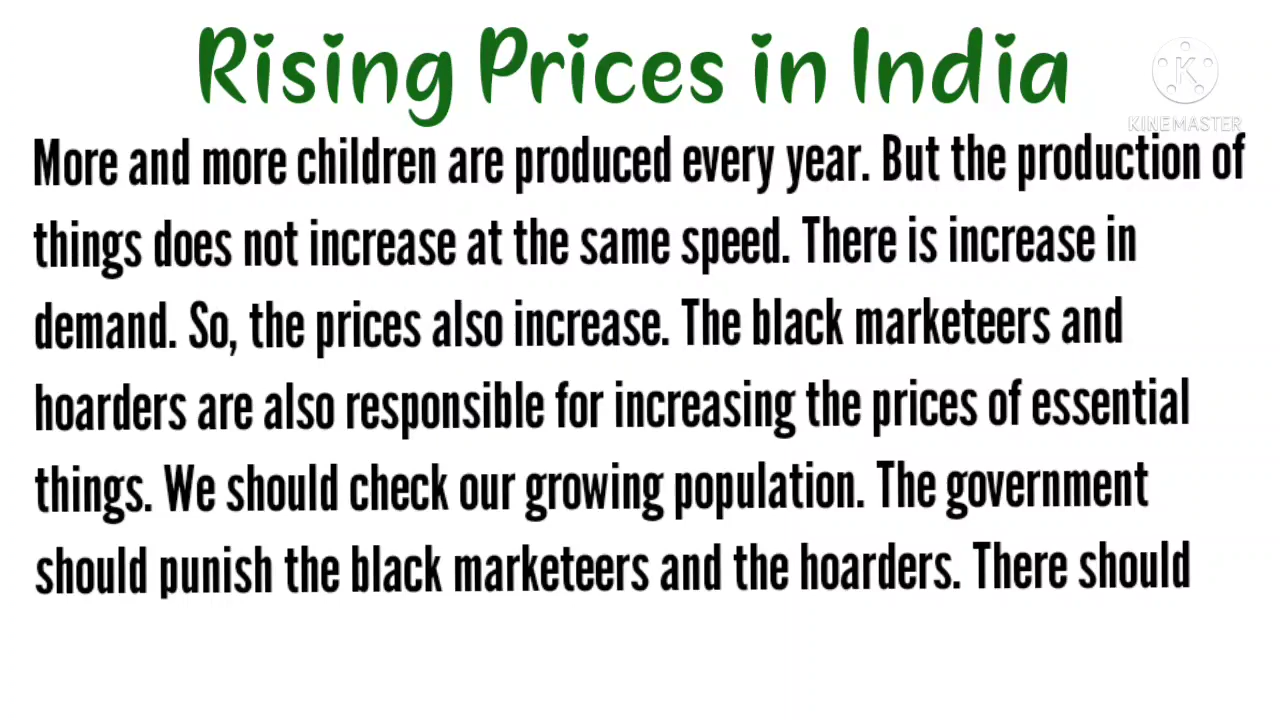 Rising Prices in India
K
KINEMASTER
More and more children are produced every year. But the production of
things does not increase at the same speed. There is increase in
demand. So, the prices also increase. The black marketeers and
hoarders are also responsible for increasing the prices of essential
things. We should check our growing population. The government
should punish the black marketeers and the hoarders. There should